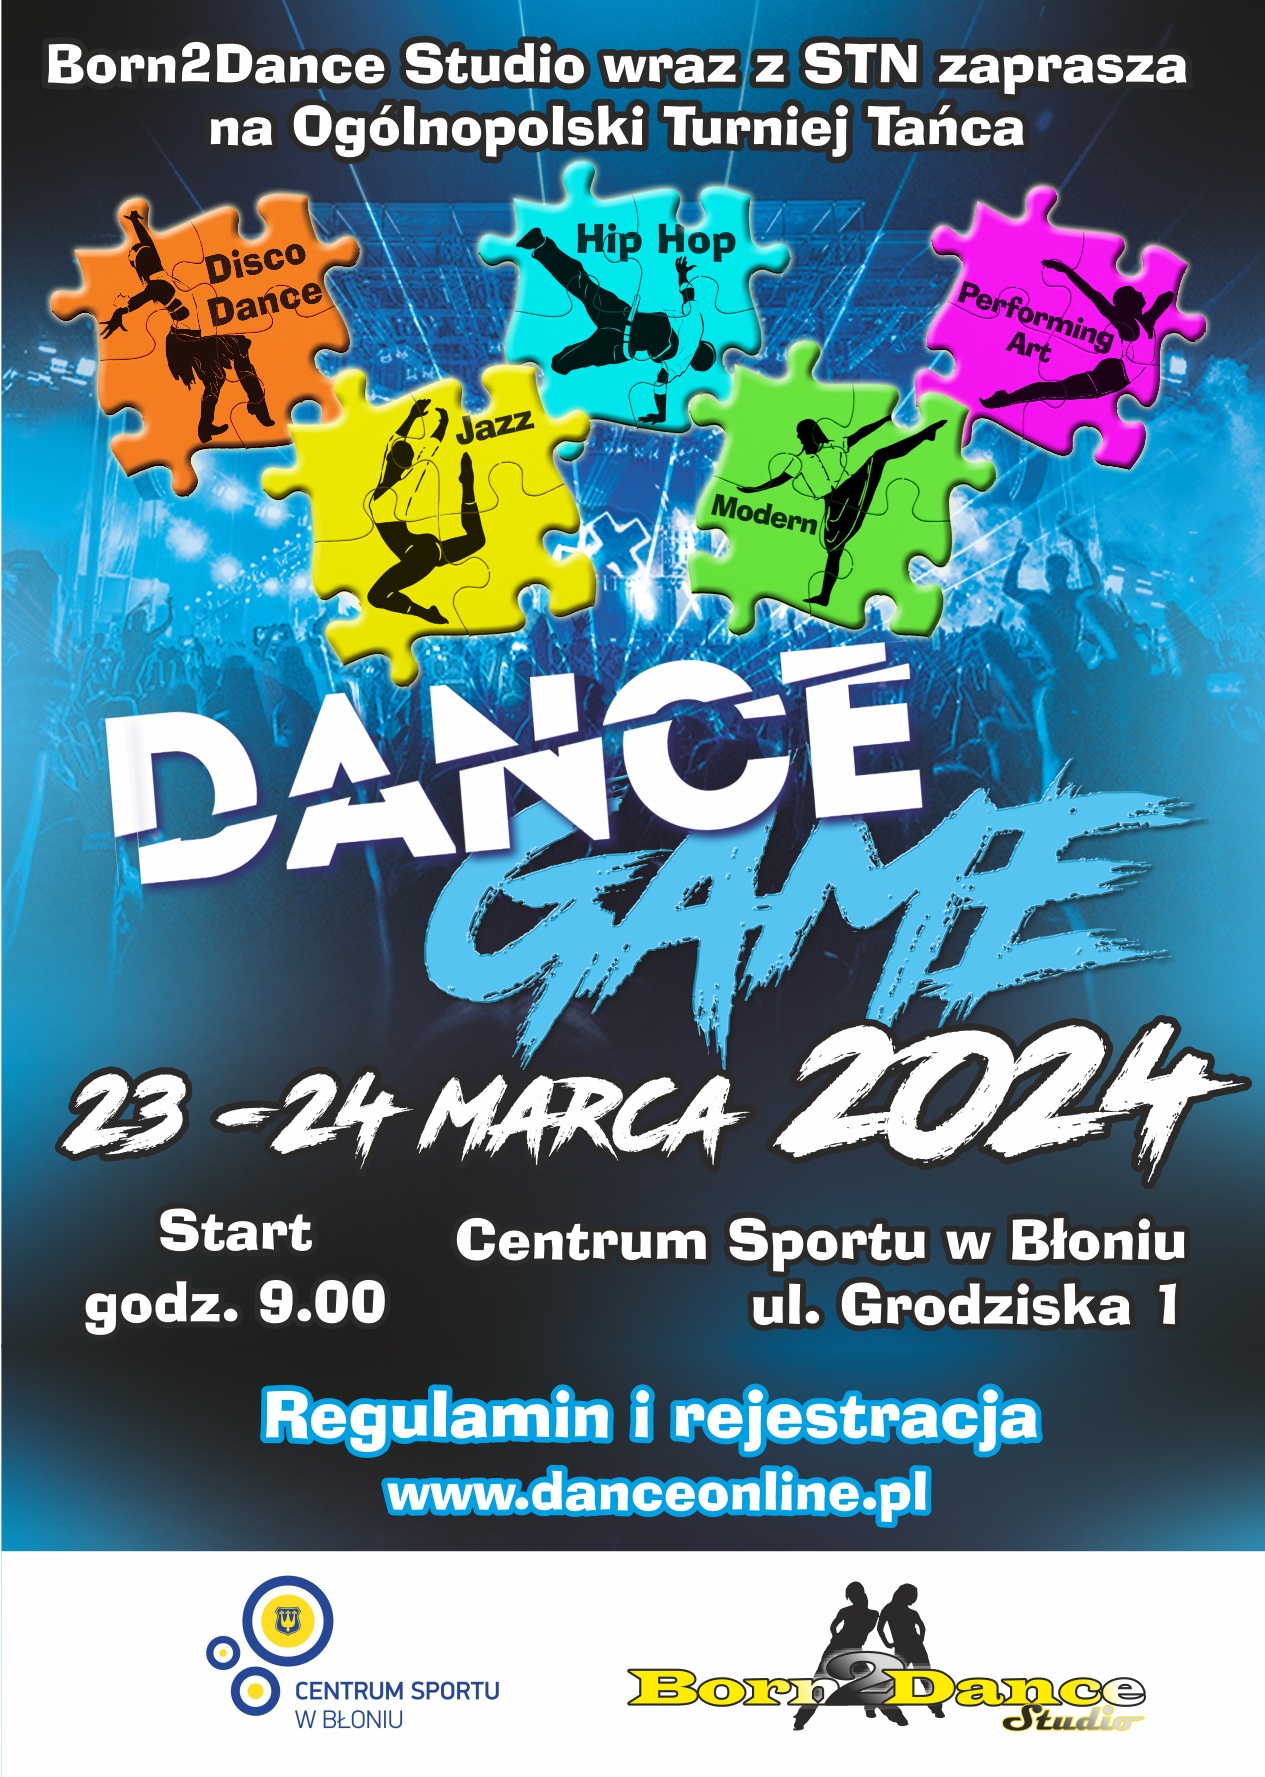 Born2Dance Studio wraz z STN zaprasza
na Ogólnopolski Turniej Tańca
Disco
Dance
Hip Hop
Performing
Art
Jazz
Modern
DANCE
GAME
23 - 24 MARCA 2024
Start
godz. 9.00
Centrum Sportu w Błoniu
ul. Grodziska 1
Regulamin i rejestracja
www.danceonline.pl
CENTRUM SPORTU
W BŁONIU
Born2Dance
Studio